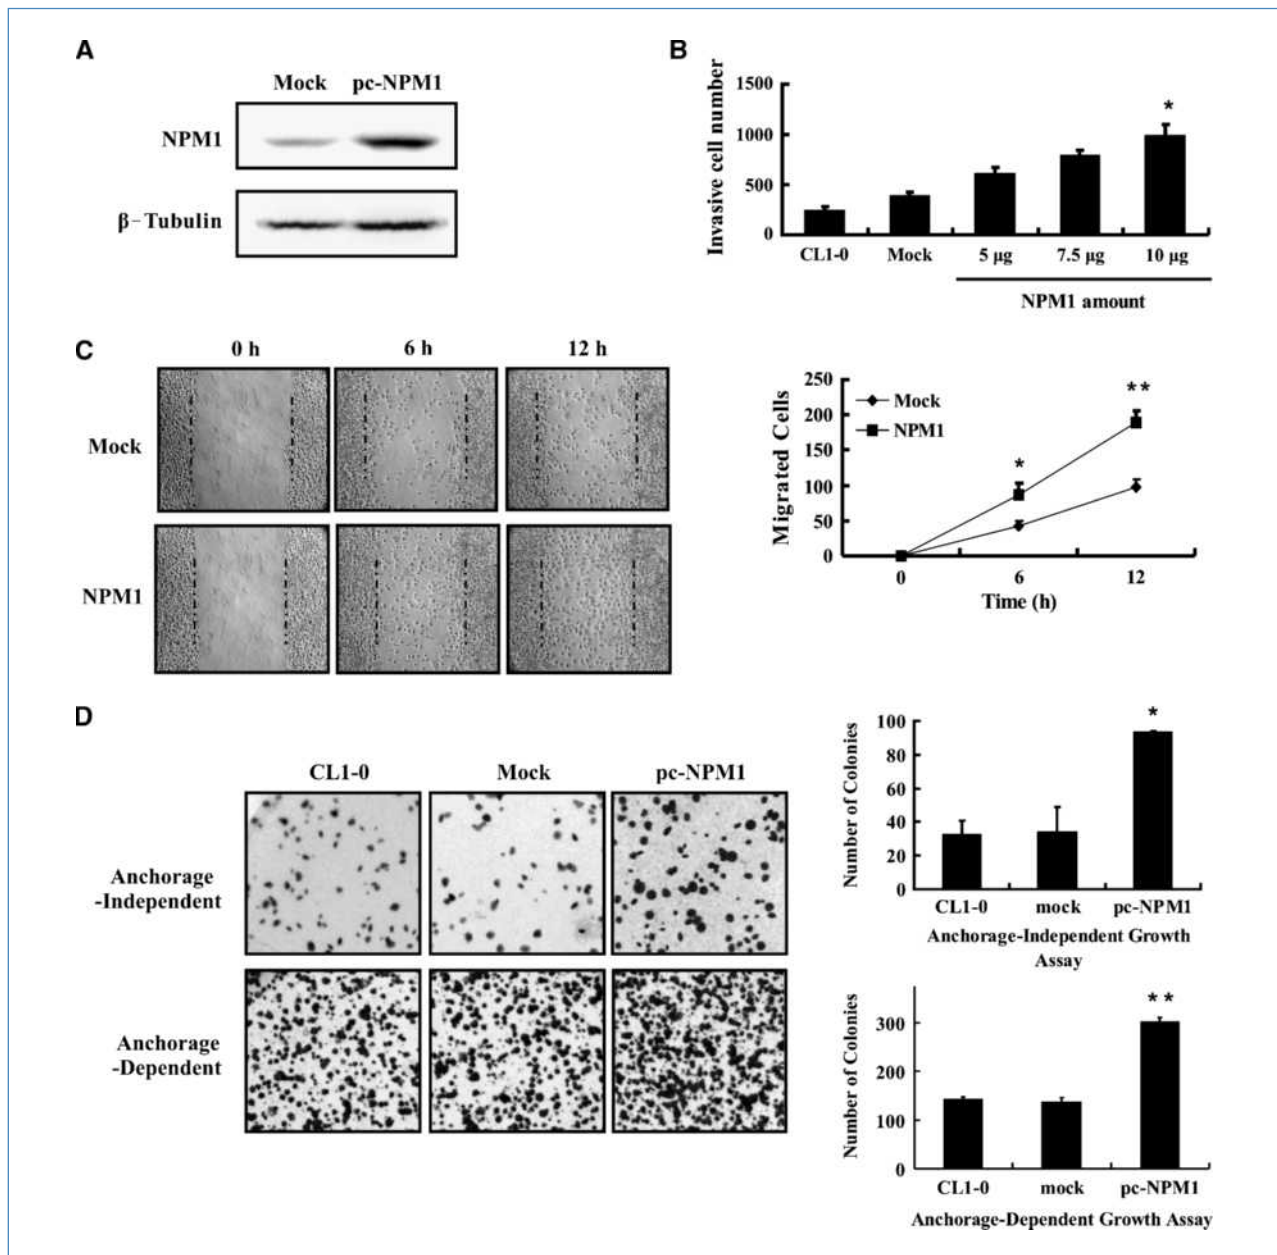 A
Mock pc-NPM1
NPM1
β-Tubulin
B
Invasive cell number
1500
1000
500
0
*
CL1-0 Mock 5 μg 7.5 μg 10 μg
NPM1 amount
C
0 h 6 h 12 h
Mock
NPM1
Migrated Cells
250
200
150
100
50
0
Mock
NPM1
*
**
0 6 12
Time (h)
D
CL1-0 Mock pc-NPM1
Anchorage
-Independent
Anchorage
-Dependent
Number of Colonies
100
80
60
40
20
0
*
CL1-0 mock pc-NPM1
Anchorage-Independent Growth
Assay
Number of Colonies
300
200
100
0
**
CL1-0 mock pc-NPM1
Anchorage-Dependent Growth Assay